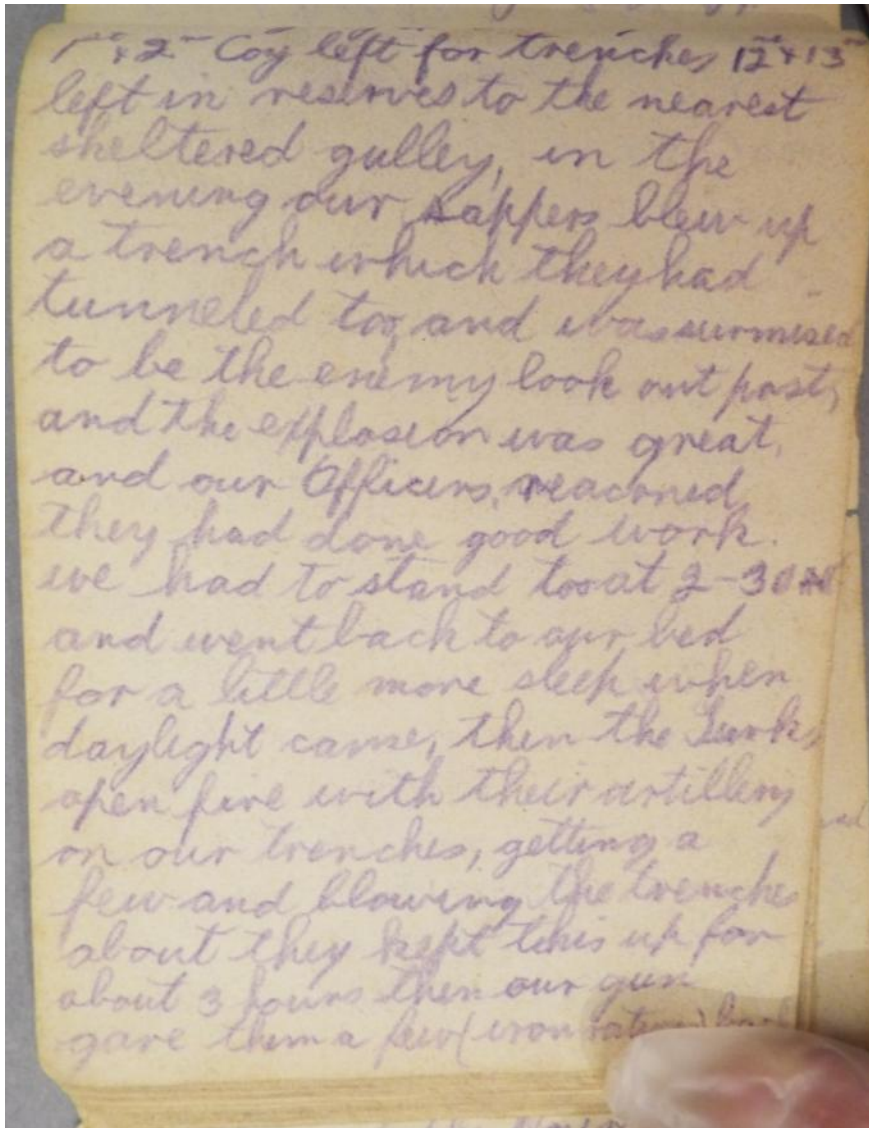 1st & 2nd Coy left for trenches 12th & 13th
left in reserves to the nearest
sheltered gulley, in the
evening our sappers blew up
a trench which they had
tunneled too, and was surmised
to be the enemy look out post,
and the explosion was great,
and our Officers, reasoned
they had done good work.
we had to stand too at 2-30
and went back to our bed
for a little more sleep when
daylight came, then the Turks
open fire with their artillery
on our trenches, getting a
few and blowing the trenches
about they kept this up for
about 3 hours then our gun
gave them a few (iron rations) back